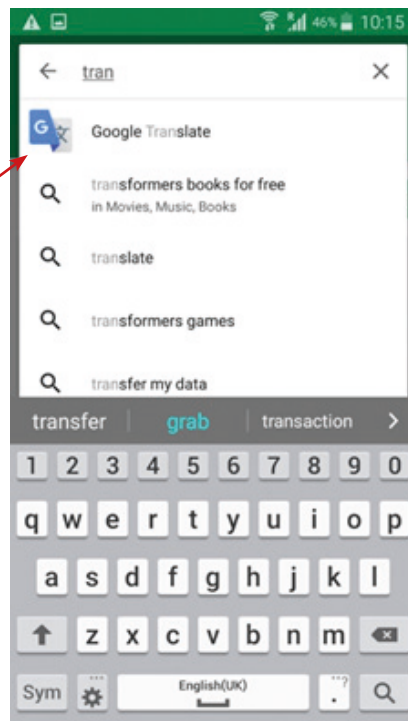 46% 10:15
tran
Google Translate
transformers books for free
in Movies, Music, Books
translate
transformers games
transfer my data
transfer grab transaction
1 2 3 4 5 6 7 8 9 0
q w e r t y u i o p
a s d f g h j k l
z x c v b n m
Sym English(UK) . ...?